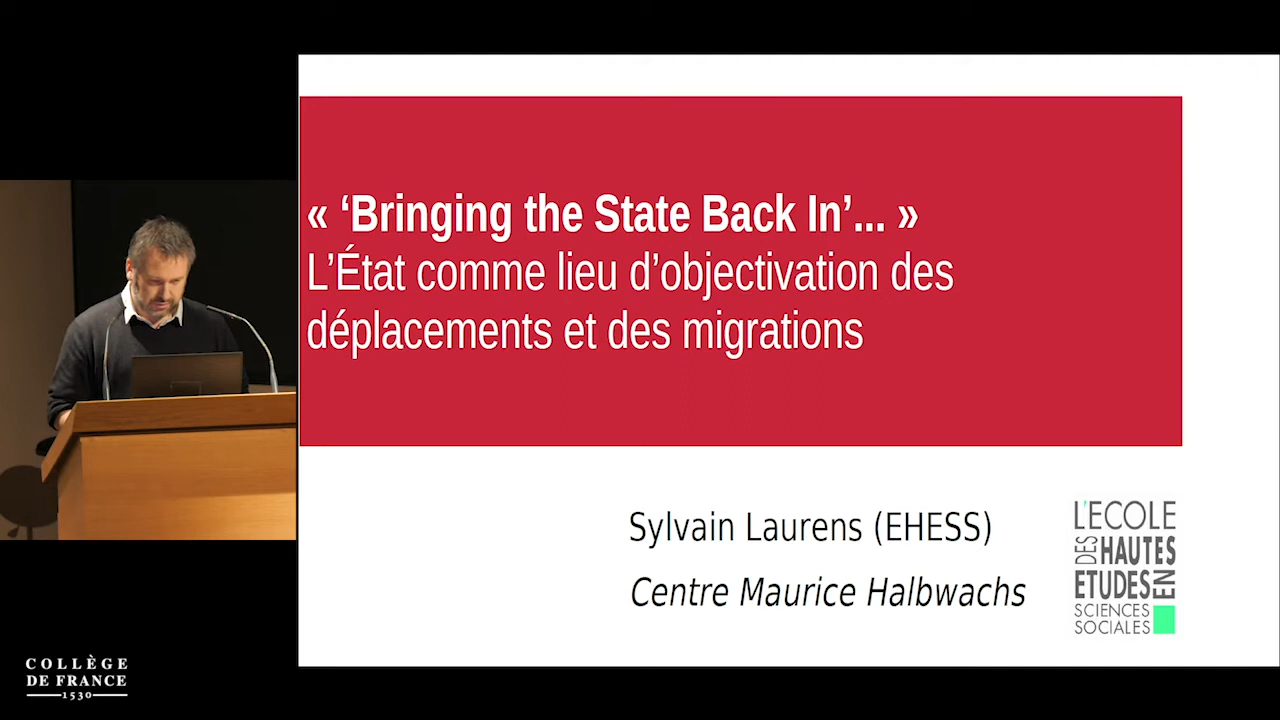 « ‘Bringing the State Back In’... »
L’État comme lieu d’objectivation des
déplacements et des migrations
Sylvain Laurens (EHESS)
Centre Maurice Halbwachs
L'ECOLE
DES HAUTES
ETUDES EN
SCIENCES
SOCIALES
COLLÈGE
DE FRANCE
1530